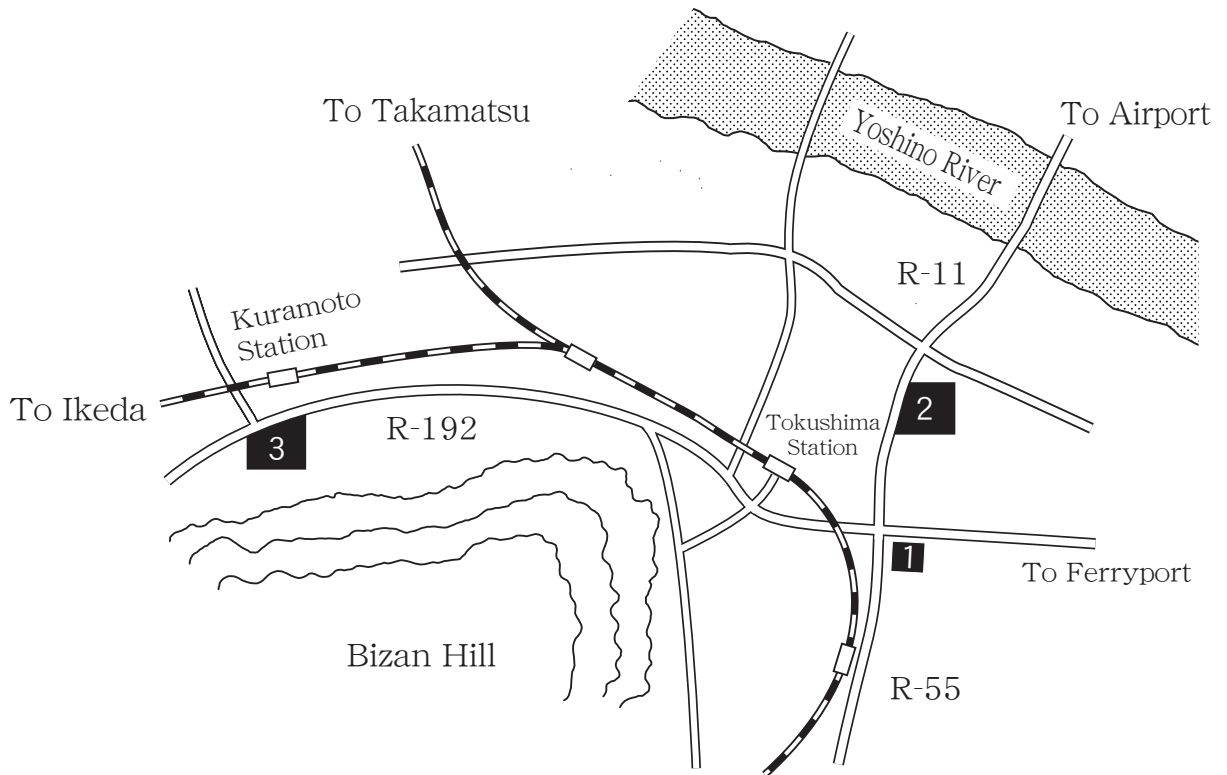 To Takamatsu
To Airport
Yoshino River
R-11
Kuramoto
Station
To Ikeda
R-192
3
2
Tokushima
Station
1
To Ferryport
Bizan Hill
R-55